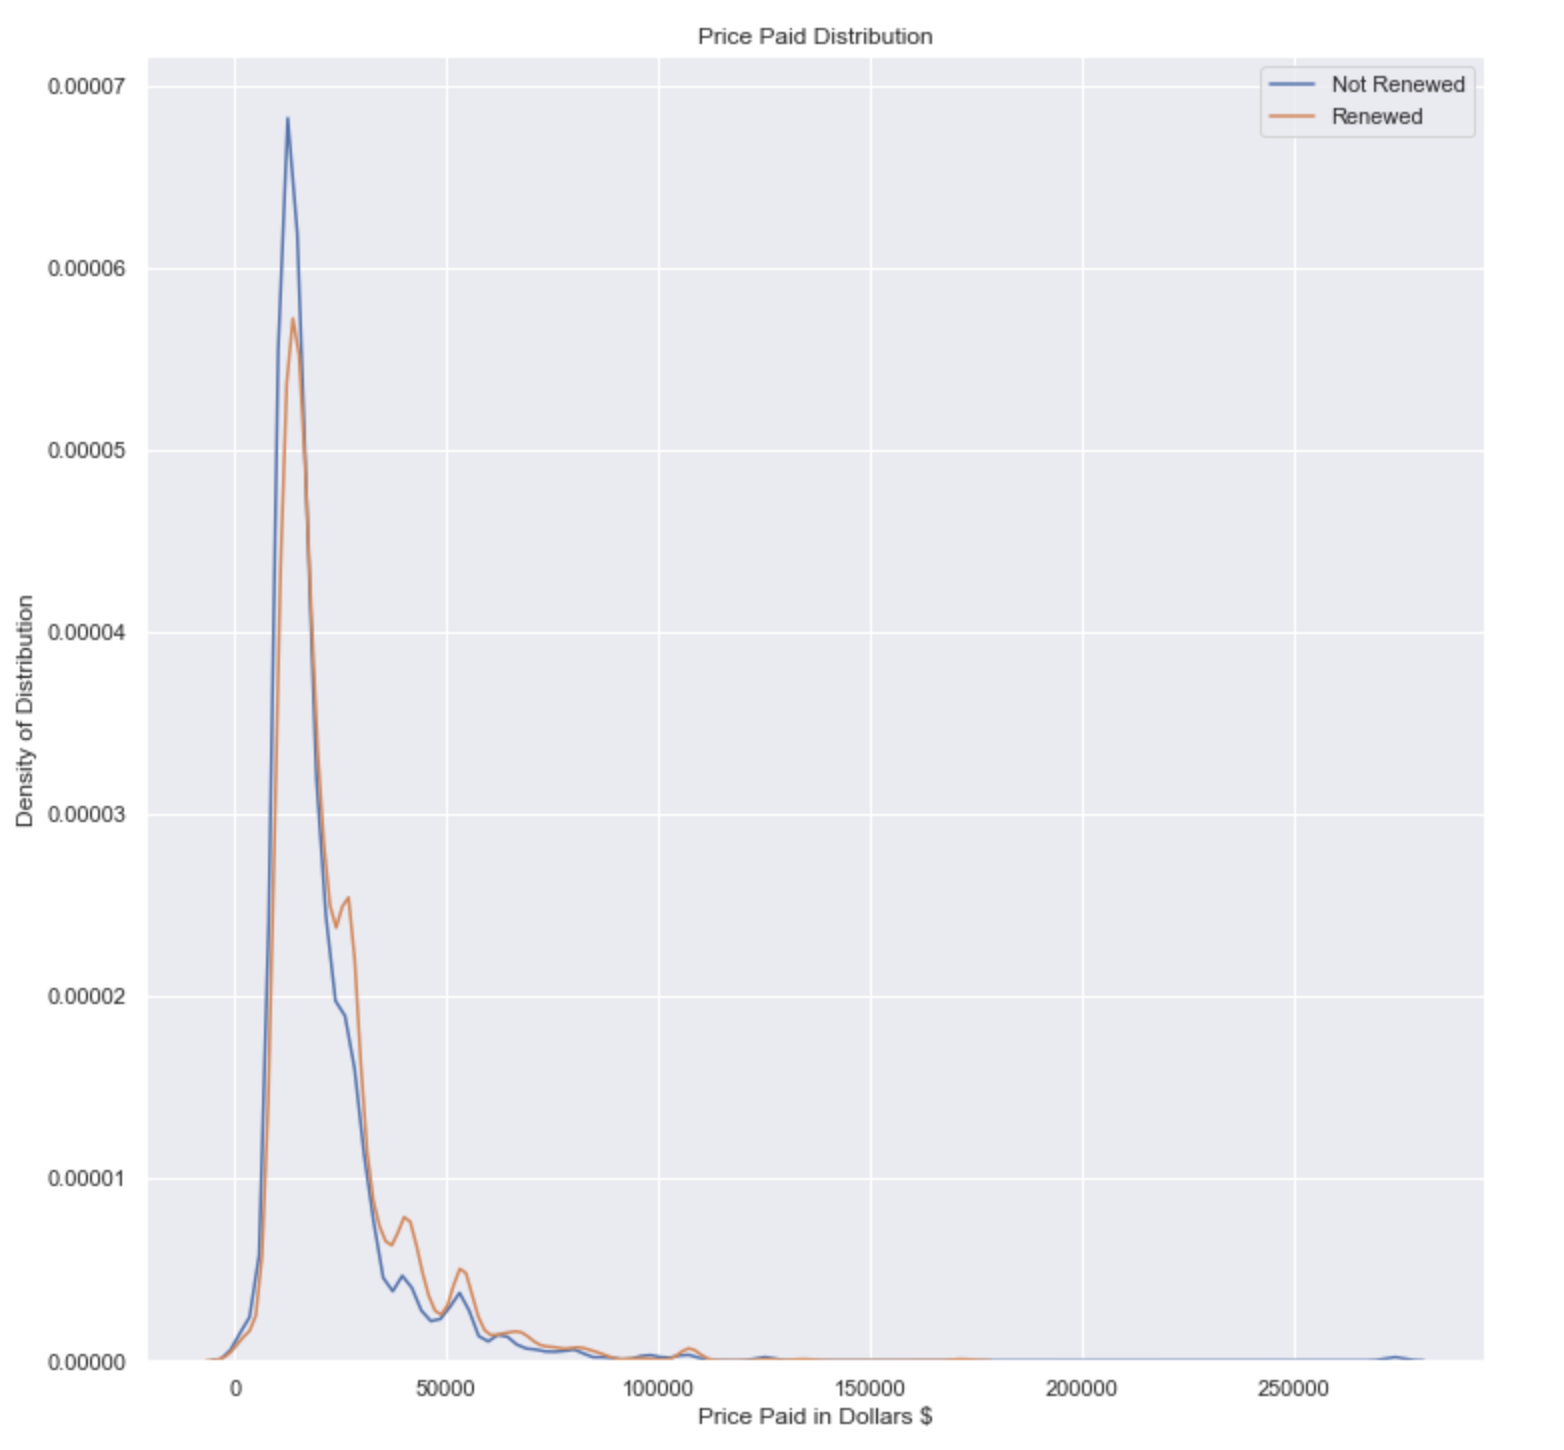 Price Paid Distribution
Not Renewed
Renewed
0.00007
0.00006
0.00005
0.00004
0.00003
0.00002
0.00001
0.00000
Density of Distribution
0 50000 100000 150000 200000 250000
Price Paid in Dollars $